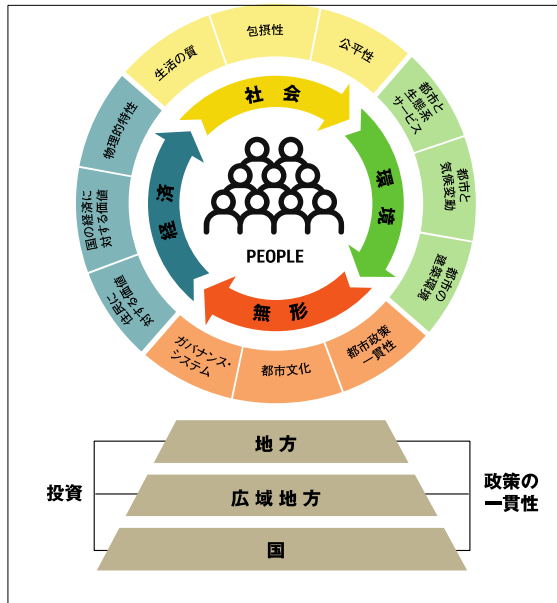 生活の質
包摂性
公平性
都市と
生態系
サービス
都市と
気候変動
都市の
建築環境
都市政策
一貫性
都市文化
ガバナンス・
システム
住民に
対する価値
国の経済に
対する価値
物理的特性
社会
環境
無形
経済
PEOPLE
地方
広域地方
国
投資
政策の
一貫性